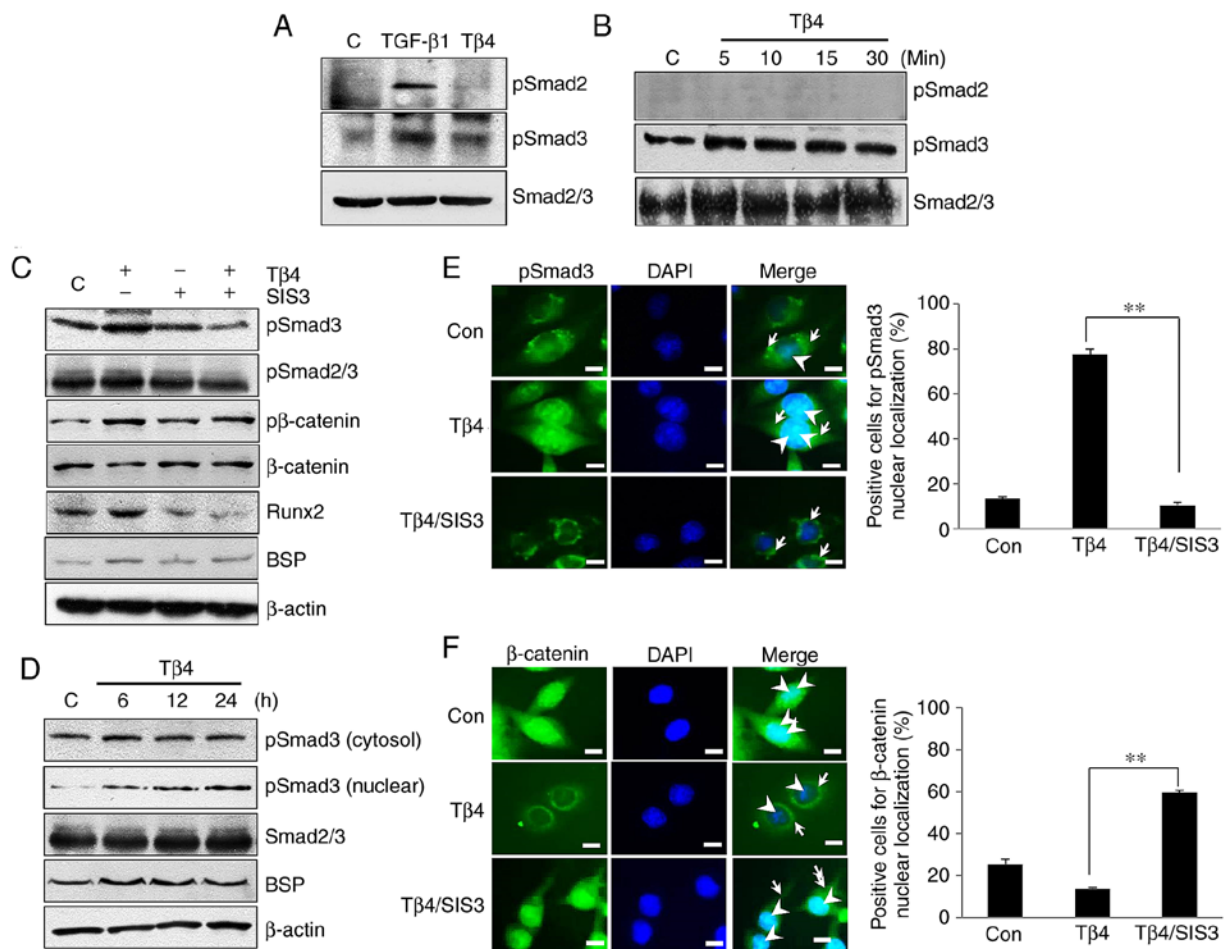 A
C TGF-β1 Tβ4
pSmad2
pSmad3
Smad2/3
B
Tβ4
C 5 10 15 30 (Min)
pSmad2
pSmad3
Smad2/3
C
C + − + Tβ4
− + + SIS3
pSmad3
pSmad2/3
pβ-catenin
β-catenin
Runx2
BSP
β-actin
D
Tβ4
C 6 12 24 (h)
pSmad3 (cytosol)
pSmad3 (nuclear)
Smad2/3
BSP
β-actin
E
pSmad3 DAPI Merge
Con
Tβ4
Tβ4/SIS3
Positive cells for pSmad3
nuclear localization (%)
100
80
60
40
20
0
**
Con Tβ4 Tβ4/SIS3
F
β-catenin DAPI Merge
Con
Tβ4
Tβ4/SIS3
Positive cells for β-catenin
nuclear localization (%)
100
80
60
40
20
0
**
Con Tβ4 Tβ4/SIS3